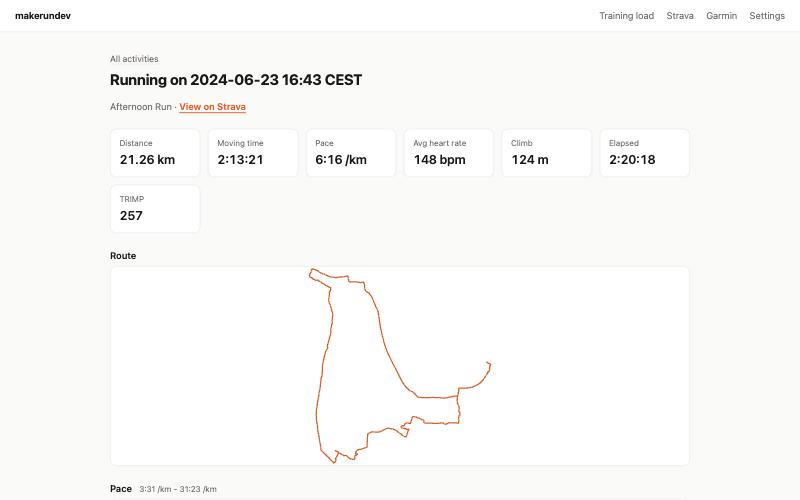 makerundev
Training load Strava Garmin Settings
All activities
Running on 2024-06-23 16:43 CEST
Afternoon Run · View on Strava
Distance Moving time Pace Avg heart rate Climb Elapsed
21.26 km 2:13:21 6:16 /km 148 bpm 124 m 2:20:18
TRIMP
257
Route
Pace 3:31 /km – 31:23 /km